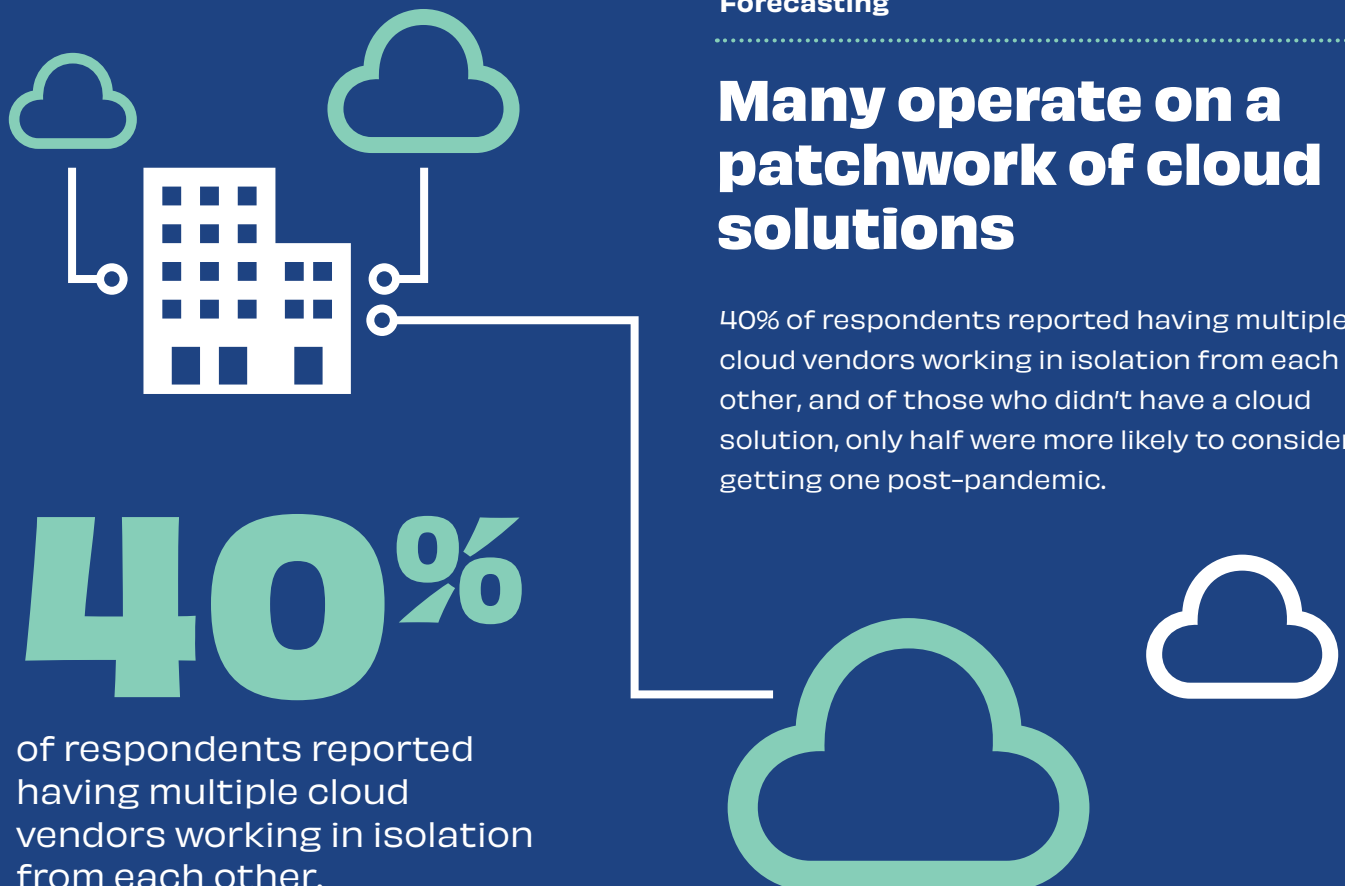 Forecasting
Many operate on a
patchwork of cloud
solutions
40% of respondents reported having multiple
cloud vendors working in isolation from each
other, and of those who didn't have a cloud
solution, only half were more likely to consider
getting one post-pandemic.
40%
of respondents reported
having multiple cloud
vendors working in isolation
from each other.